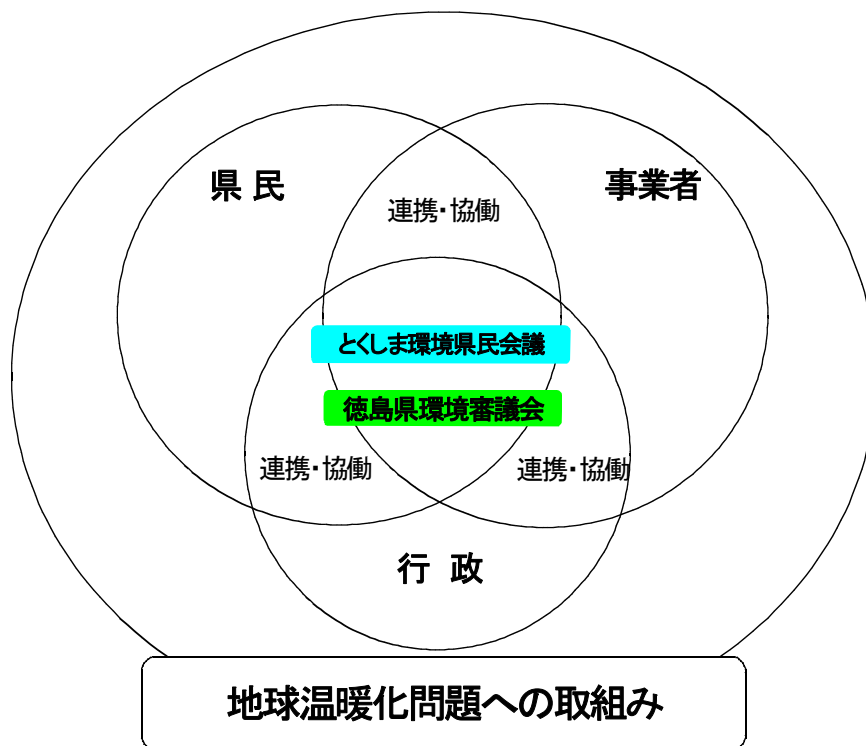 県民
事業者
連携・協働
とくしま環境県民会議
徳島県環境審議会
連携・協働
連携・協働
行政
地球温暖化問題への取組み